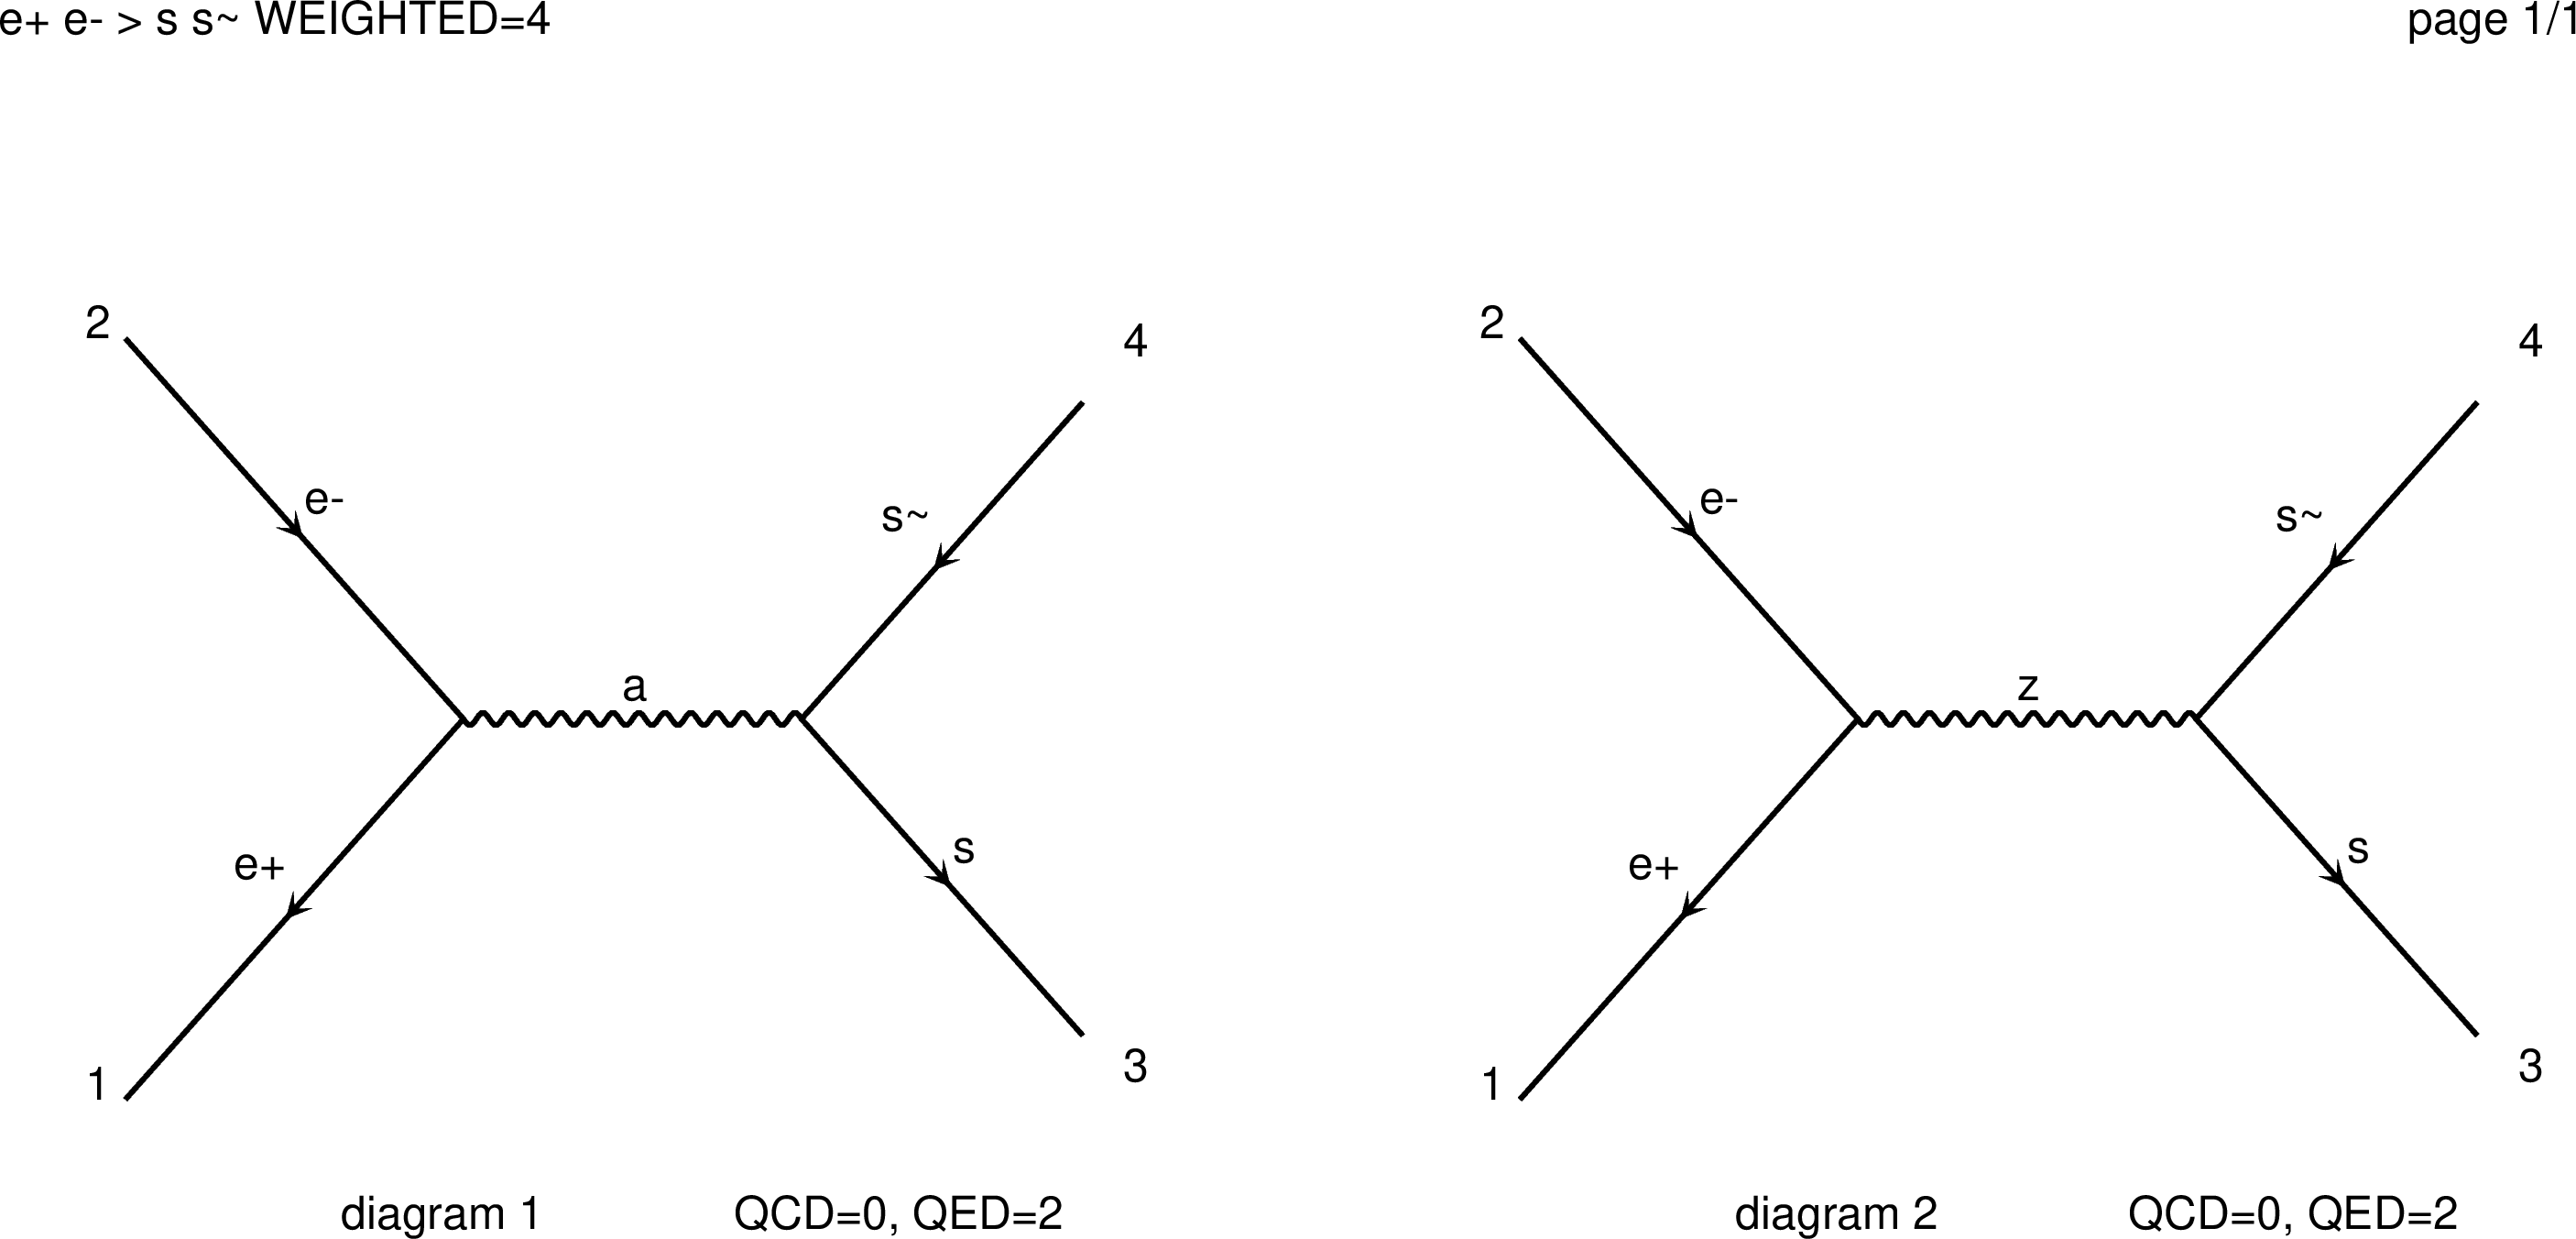 e+ e- > s s~ WEIGHTED=4
page 1/1
2
4
e-
s~
a
e+
s
1
3
diagram 1
QCD=0, QED=2
2
4
e-
s~
z
e+
s
1
3
diagram 2
QCD=0, QED=2